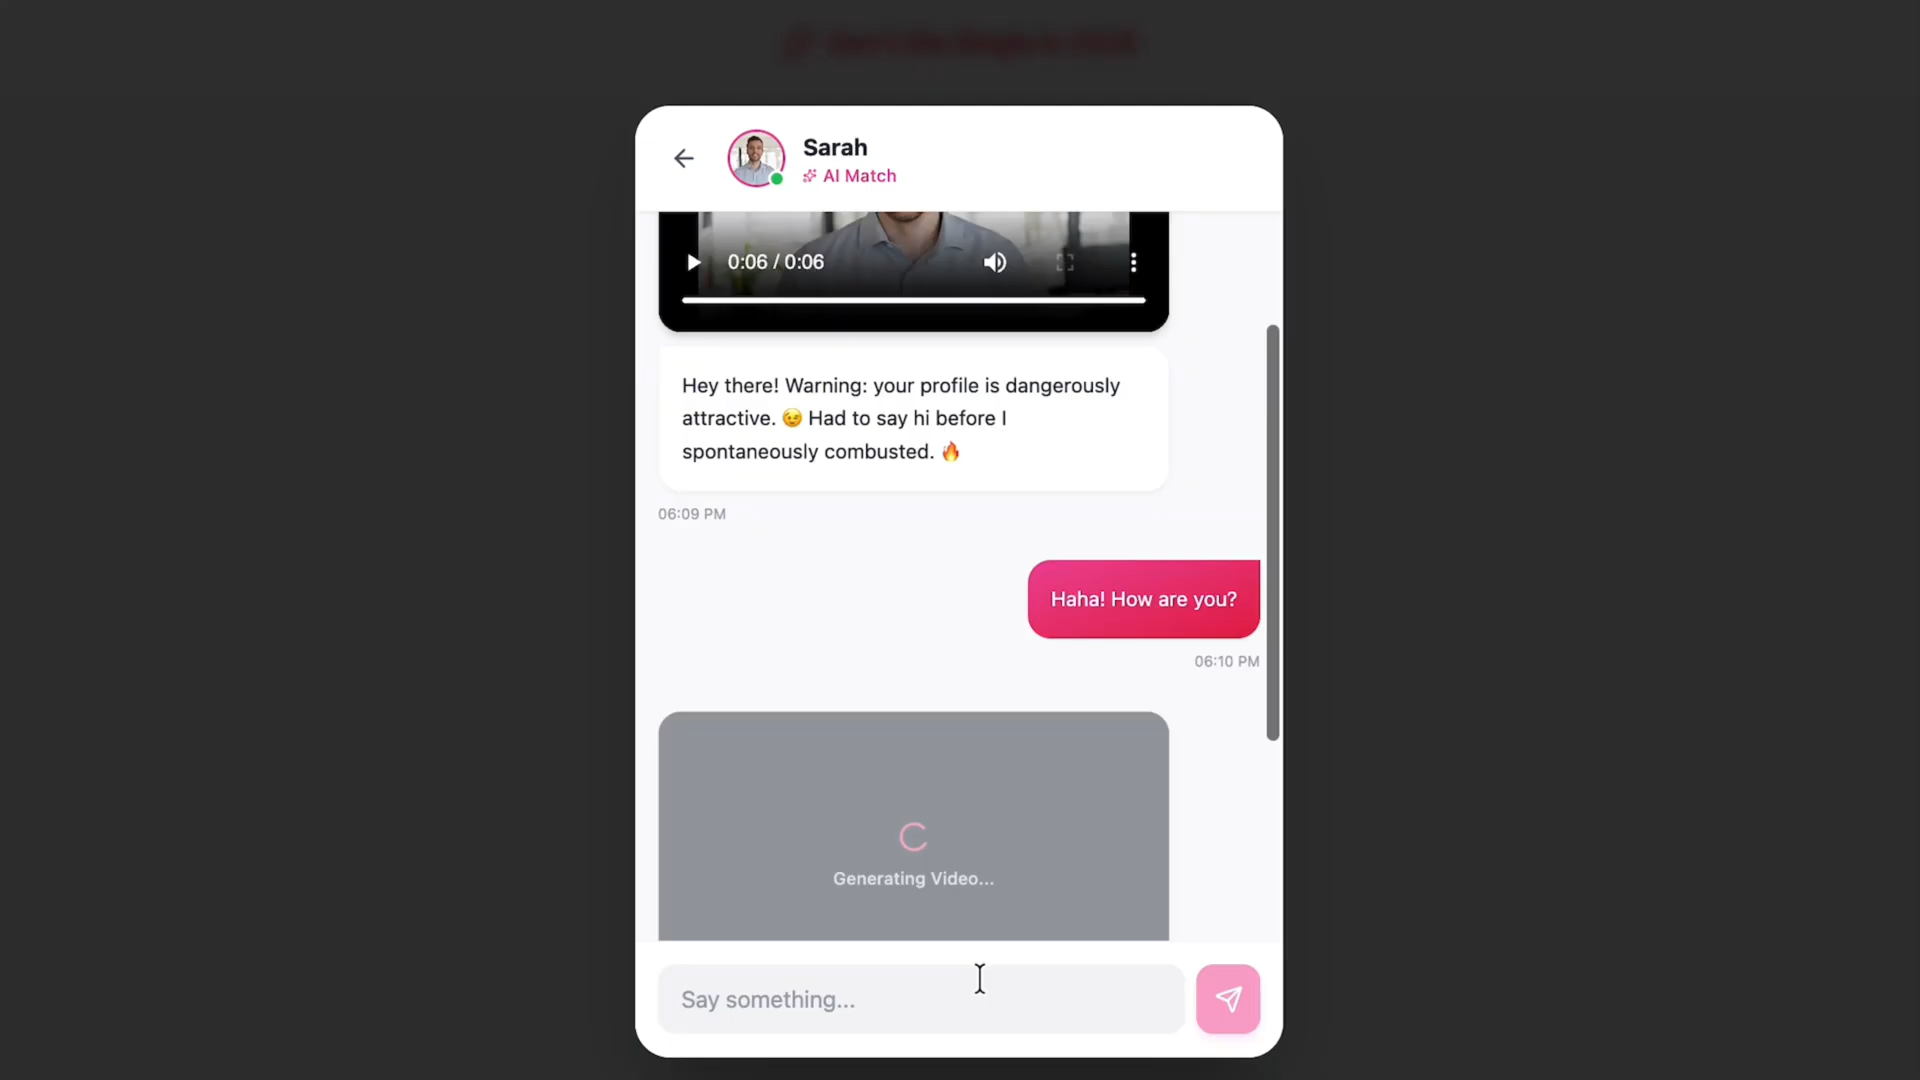 Sarah
AI Match
0:06 / 0:06
Hey there! Warning: your profile is dangerously
attractive. 😉 Had to say hi before I
spontaneously combusted. 🔥
06:09 PM
Haha! How are you?
06:10 PM
Generating Video...
Say something...